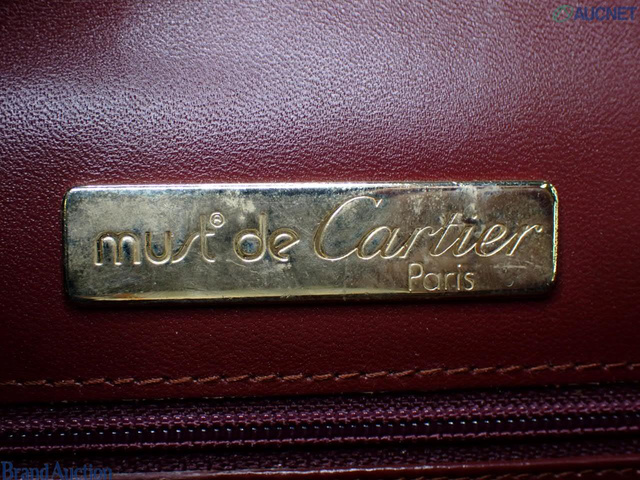 AUCNET
must® de Cartier
Paris
Brand Auction